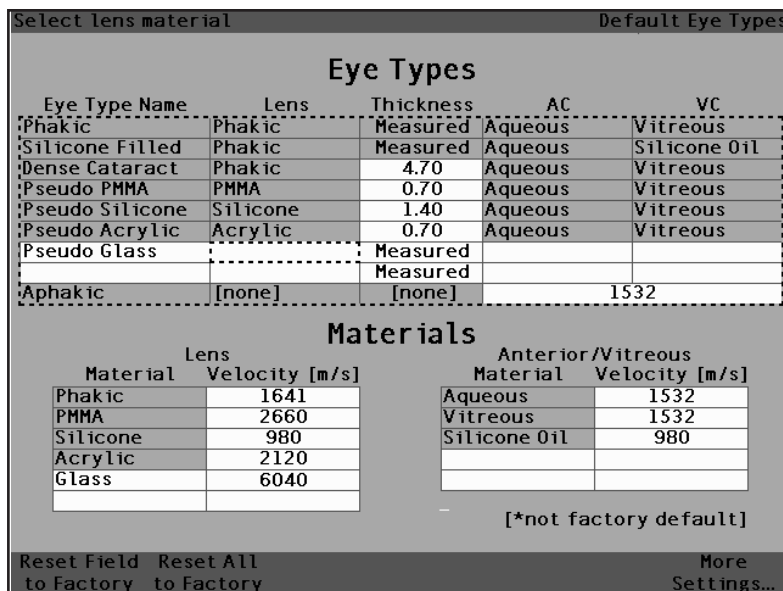 Select lens material Default Eye Types
Eye Types
Eye Type Name Lens Thickness AC VC
Phakic Phakic Measured Aqueous Vitreous
Silicone Filled Phakic Measured Aqueous Silicone Oil
Dense Cataract Phakic 4.70 Aqueous Vitreous
Pseudo PMMA PMMA 0.70 Aqueous Vitreous
Pseudo Silicone Silicone 1.40 Aqueous Vitreous
Pseudo Acrylic Acrylic 0.70 Aqueous Vitreous
Pseudo Glass Measured
Measured
Aphakic [none] [none] 1532
Materials
Lens Anterior/Vitreous
Material Velocity [m/s] Material Velocity [m/s]
Phakic 1641 Aqueous 1532
PMMA 2660 Vitreous 1532
Silicone 980 Silicone Oil 980
Acrylic 2120
Glass 6040
[*not factory default]
Reset Field Reset All More
to Factory to Factory Settings...